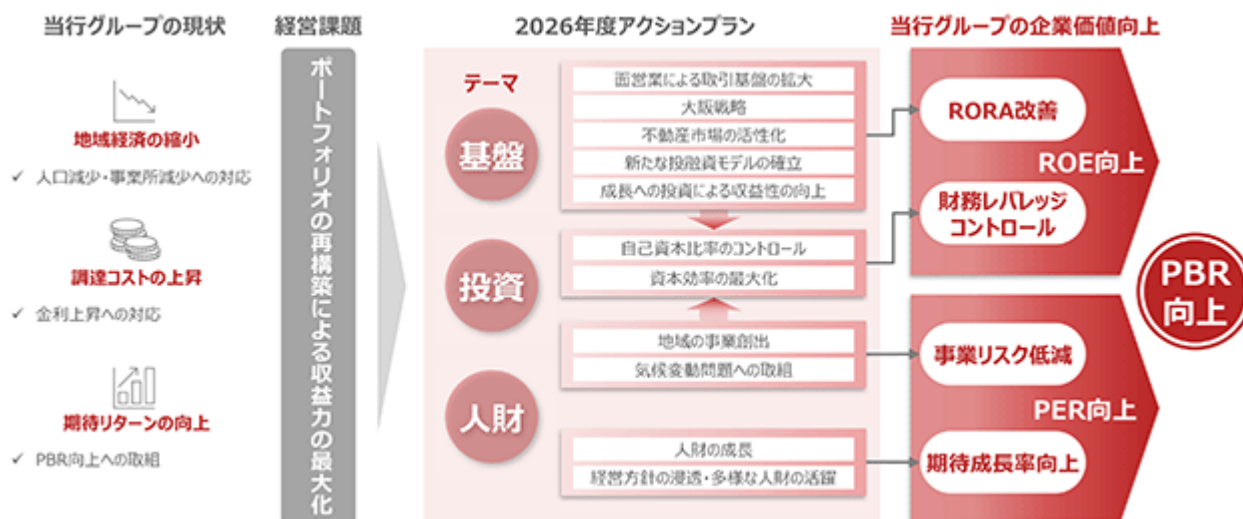 当行グループの現状
地域経済の縮小
✓ 人口減少・事業所減少への対応
調達コストの上昇
✓ 金利上昇への対応
期待リターンの向上
✓ PBR向上への取組
経営課題
ポートフォリオの再構築による収益力の最大化
2026年度アクションプラン
テーマ
基盤
投資
人財
面営業による取引基盤の拡大
大阪戦略
不動産市場の活性化
新たな投融資モデルの確立
成長への投資による収益性の向上
自己資本比率のコントロール
資本効率の最大化
地域の事業創出
気候変動問題への取組
人財の成長
経営方針の浸透・多様な人財の活躍
当行グループの企業価値向上
RORA改善
ROE向上
財務レバレッジ
コントロール
事業リスク低減
PER向上
期待成長率向上
PBR
向上